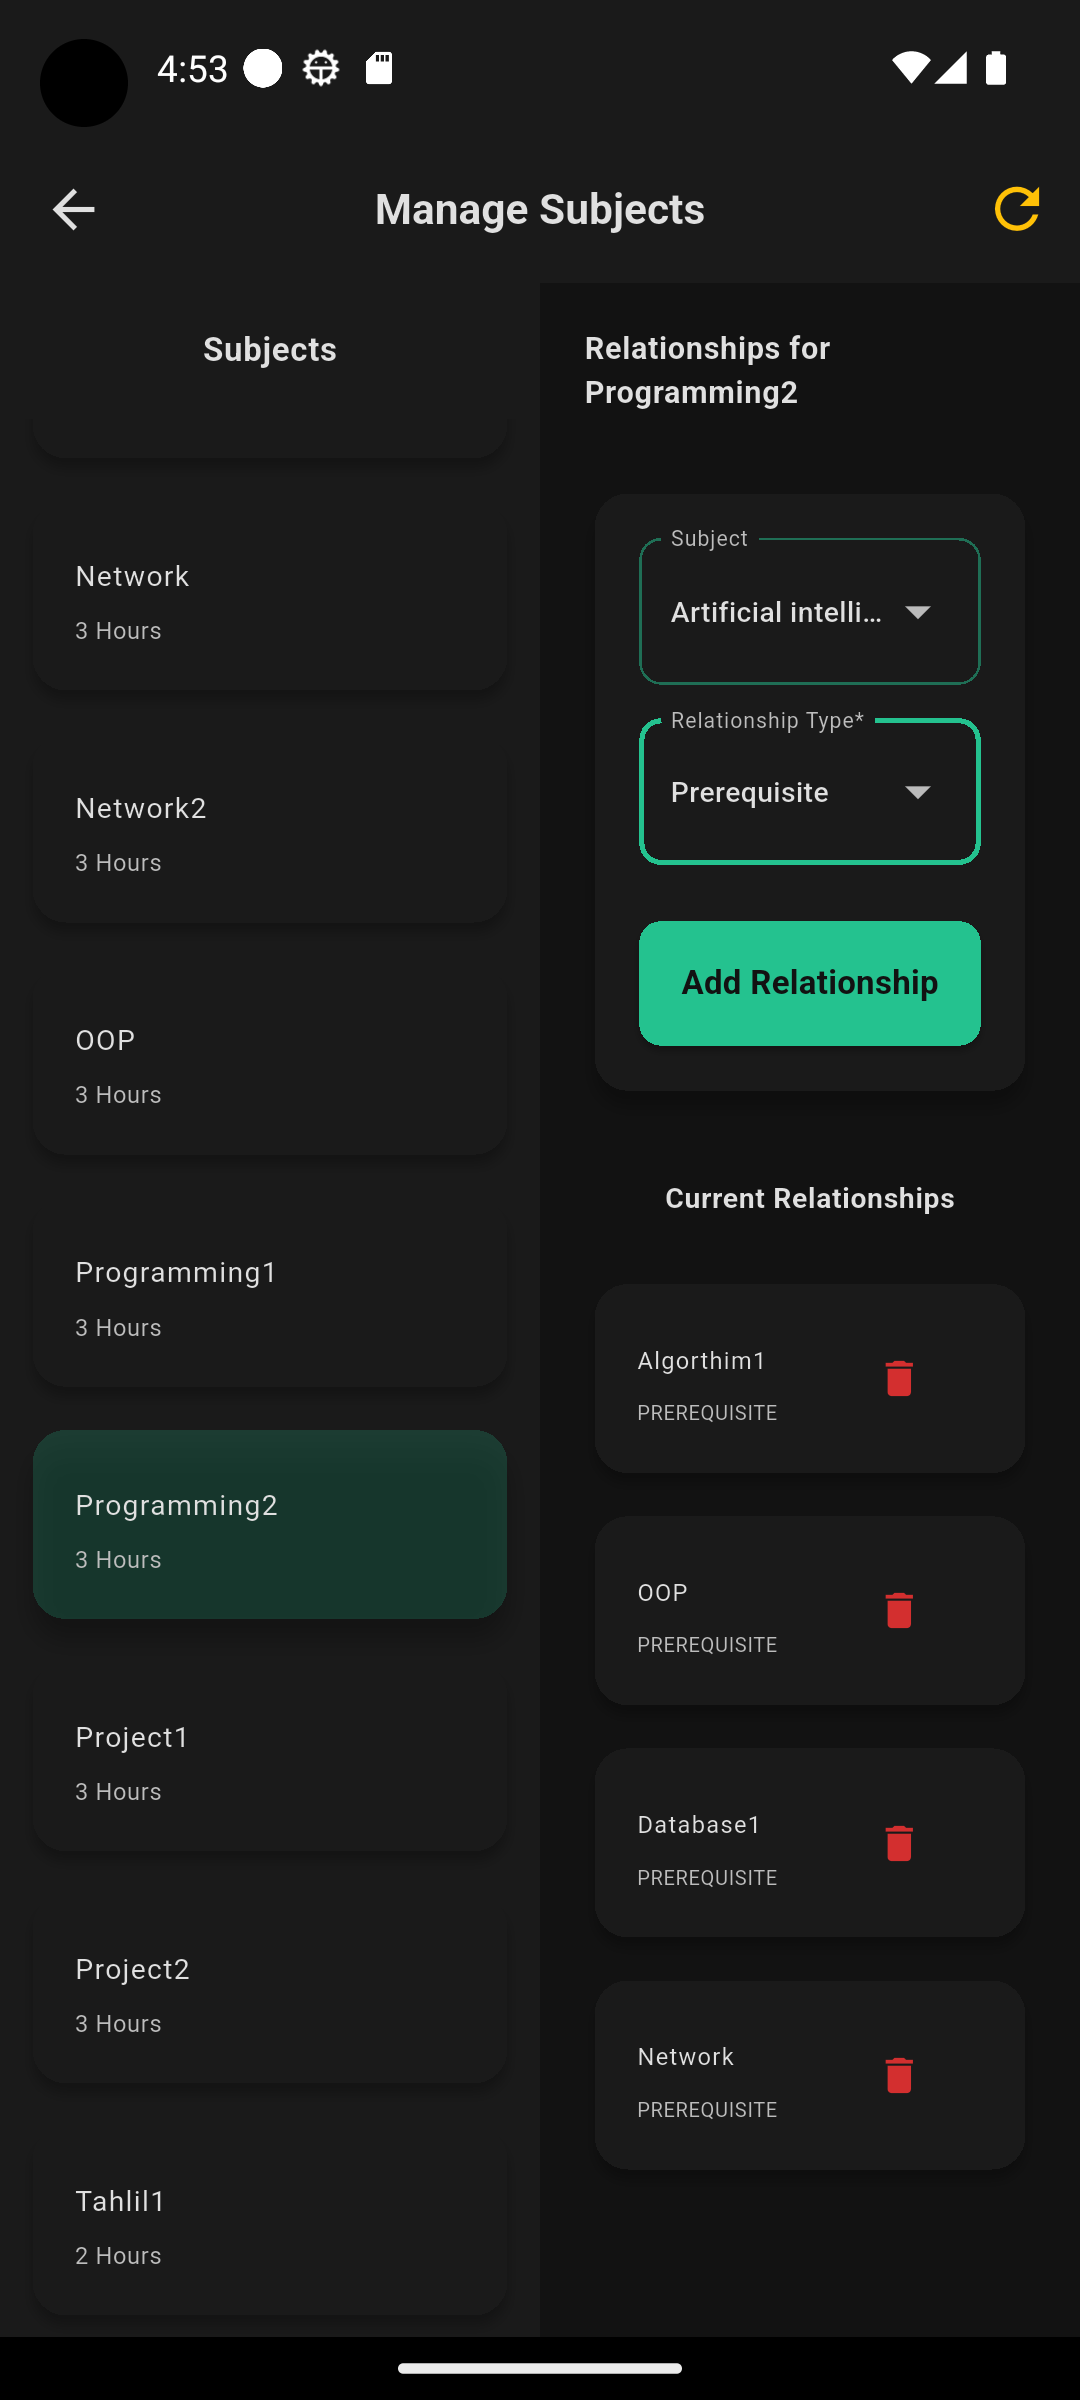 4:53
Manage Subjects
Subjects
Network
3 Hours
Network2
3 Hours
OOP
3 Hours
Programming1
3 Hours
Programming2
3 Hours
Project1
3 Hours
Project2
3 Hours
Tahlil1
2 Hours
Relationships for
Programming2
Subject
Artificial intelli...
Relationship Type*
Prerequisite
Add Relationship
Current Relationships
Algorthim1
PREREQUISITE
OOP
PREREQUISITE
Database1
PREREQUISITE
Network
PREREQUISITE